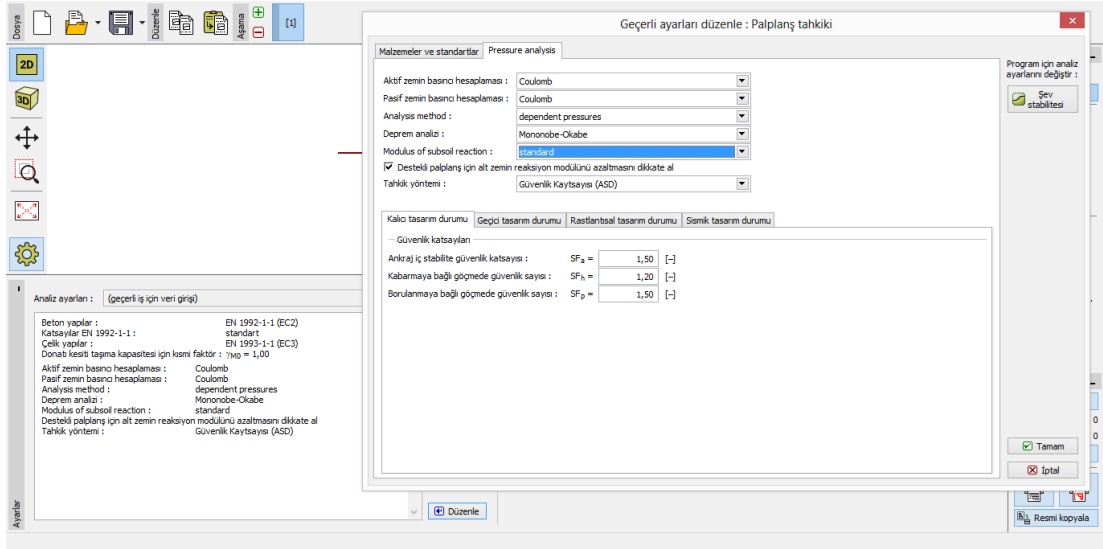 Dosya
Düzenle
Aşama
[1]
Geçerli ayarları düzenle : Palplanş tahkiki
2D
3D
Malzemeler ve standartlar Pressure analysis
Program için analiz
ayarlarını değiştir :
Şev
stabilitesi
Aktif zemin basıncı hesaplaması : Coulomb
Pasif zemin basıncı hesaplaması : Coulomb
Analysis method : dependent pressures
Deprem analizi : Mononobe-Okabe
Modulus of subsoil reaction : standard
Destekli palplanş için alt zemin reaksiyon modülünü azaltmasını dikkate al
Tahkik yöntemi : Güvenlik Kaytsayısı (ASD)
Kalıcı tasarım durumu Geçici tasarım durumu Rastlantısal tasarım durumu Sismik tasarım durumu
Güvenlik katsayıları
Ankraj iç stabilite güvenlik katsayısı : SFa = 1,50 [–]
Kabarmaya bağlı göçmede güvenlik sayısı : SFh = 1,20 [–]
Borulanmaya bağlı göçmede güvenlik sayısı : SFp = 1,50 [–]
Analiz ayarları : (geçerli iş için veri girişi)
Beton yapılar : EN 1992-1-1 (EC2)
Katsayılar EN 1992-1-1 : standart
Çelik yapılar : EN 1993-1-1 (EC3)
Donatı kesiti taşıma kapasitesi için kısmi faktör : γM0 = 1,00
Aktif zemin basıncı hesaplaması : Coulomb
Pasif zemin basıncı hesaplaması : Coulomb
Analysis method : dependent pressures
Deprem analizi : Mononobe-Okabe
Modulus of subsoil reaction : standard
Destekli palplanş için alt zemin reaksiyon modülünü azaltmasını dikkate al
Tahkik yöntemi : Güvenlik Kaytsayısı (ASD)
0
0
Tamam
İptal
Ayarlar
Düzenle
Resmi kopyala